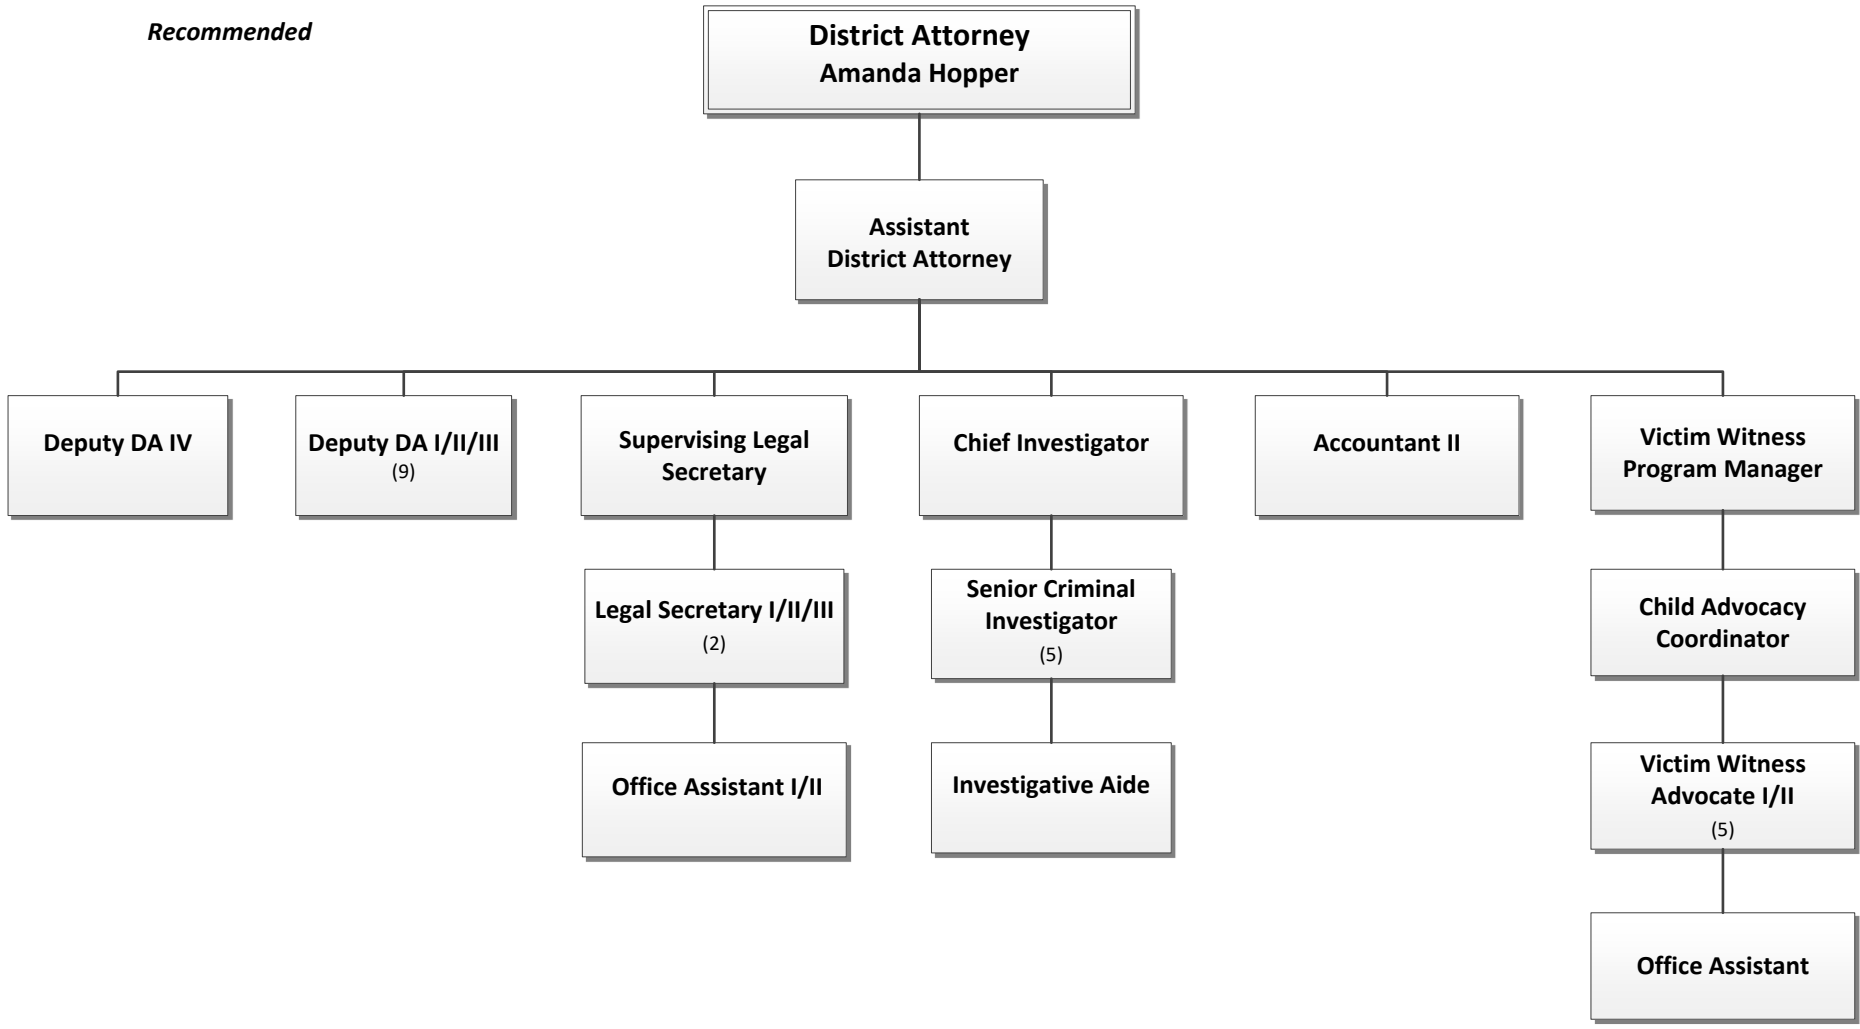 Recommended
District Attorney
Amanda Hopper
Assistant
District Attorney
Deputy DA IV
Deputy DA I/II/III
(9)
Supervising Legal
Secretary
Chief Investigator
Accountant II
Victim Witness
Program Manager
Legal Secretary I/II/III
(2)
Senior Criminal
Investigator
(5)
Child Advocacy
Coordinator
Office Assistant I/II
Investigative Aide
Victim Witness
Advocate I/II
(5)
Office Assistant